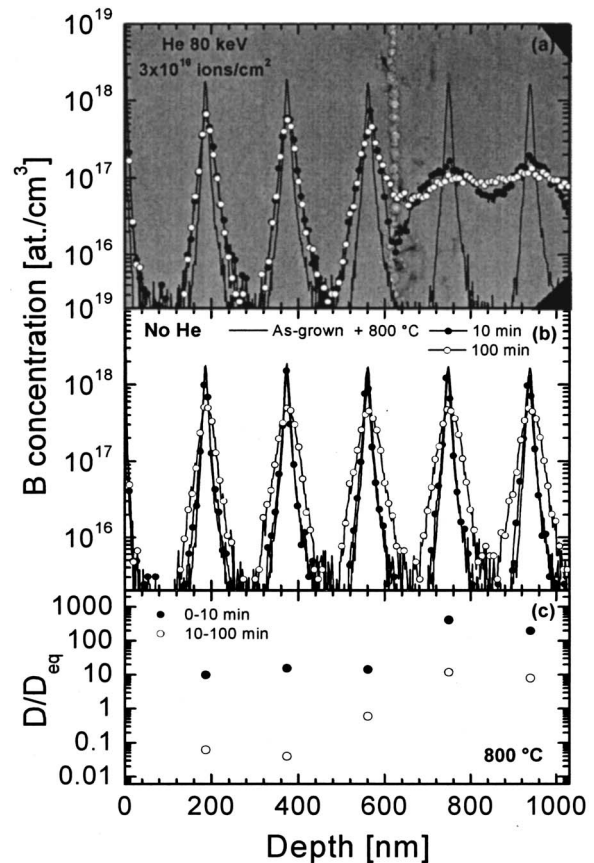 10^19
He 80 keV
(a)
3x10^16 ions/cm^2
10^18
10^17
10^16
10^19
B concentration [at./cm^3]
No He
As-grown + 800 °C
10 min
(b)
100 min
10^18
10^17
10^16
1000
0-10 min
(c)
100
10-100 min
10
1
0.1
0.01
D/D_eq
800 °C
0 200 400 600 800 1000
Depth [nm]